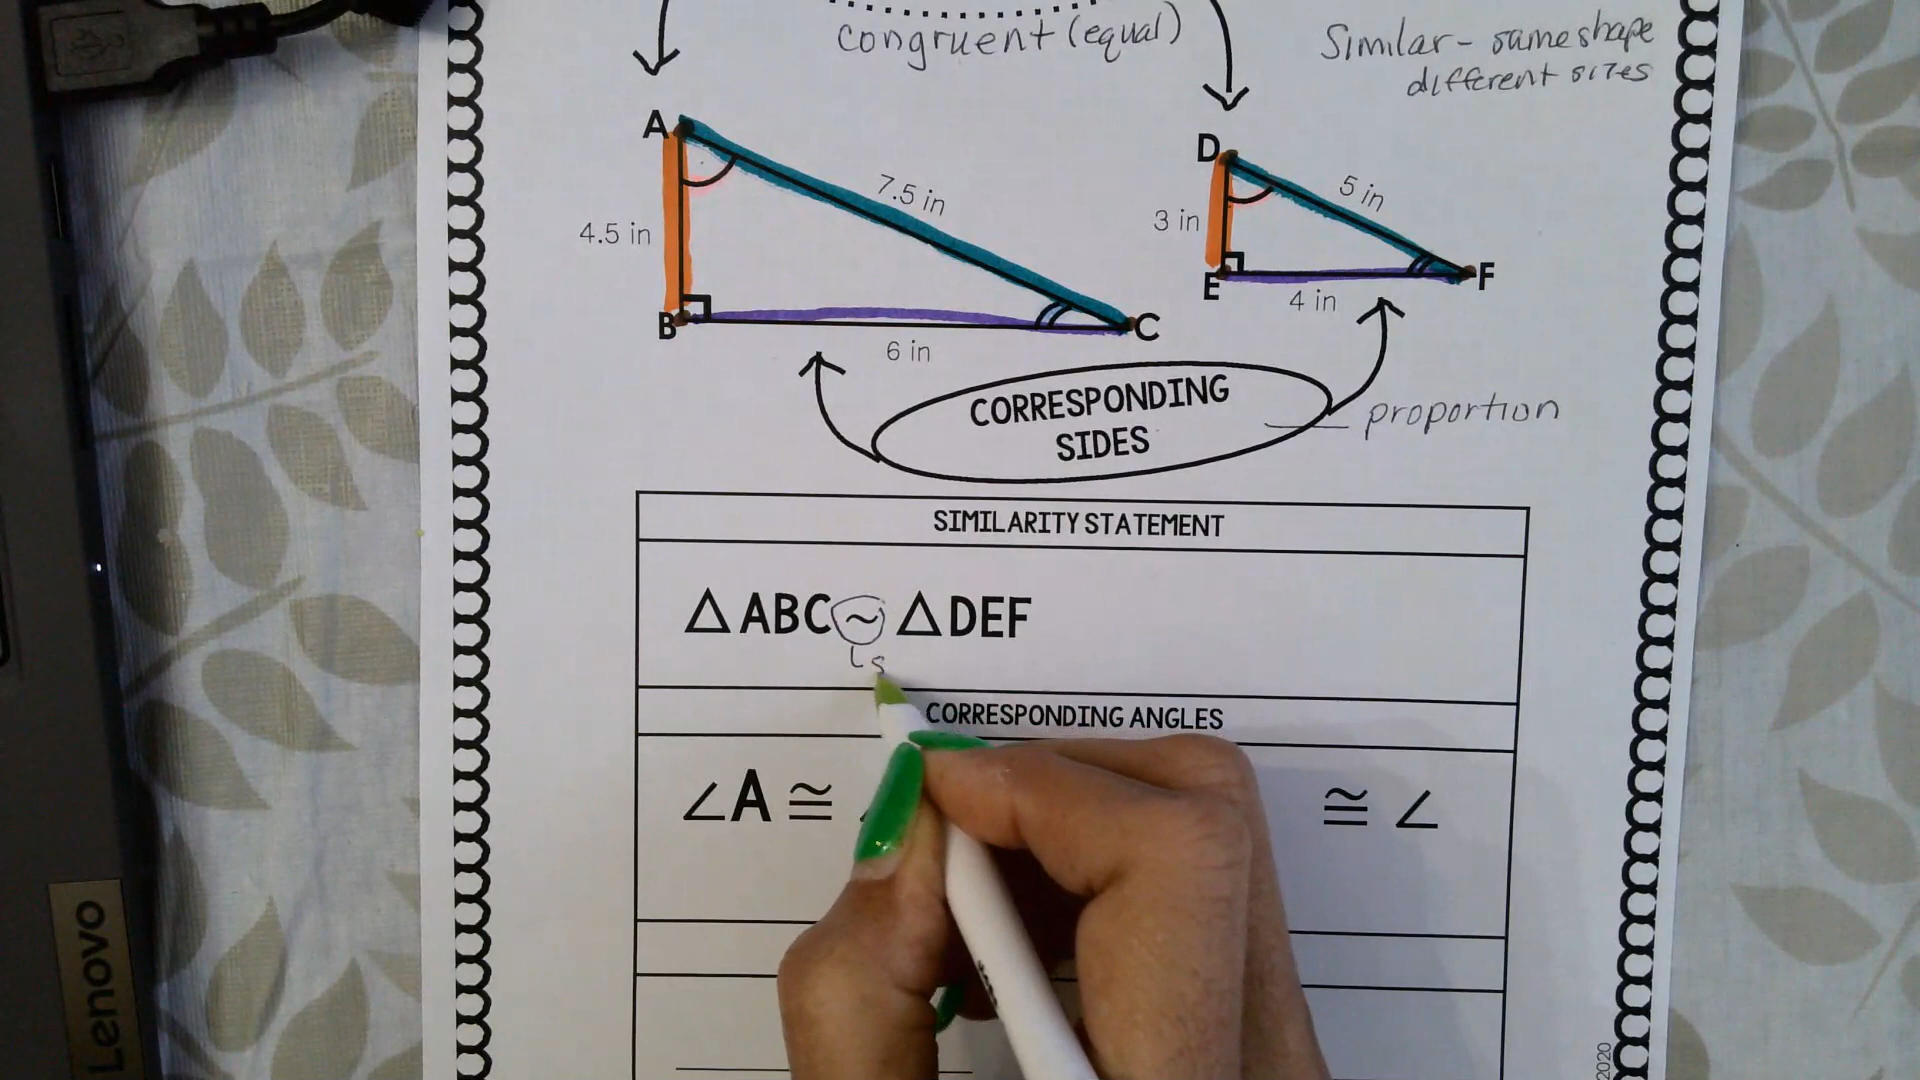 congruent (equal)
Similar - same shape
different sizes
A
7.5 in
4.5 in
B
C
6 in
D
5 in
3 in
E
F
4 in
CORRESPONDING
SIDES
proportion
SIMILARITY STATEMENT
△ABC ~ △DEF
is
CORRESPONDING ANGLES
∠A ≅
≅ ∠
Lenovo
2020